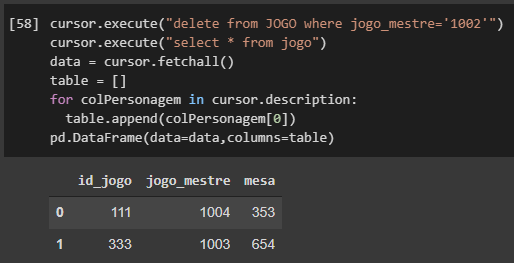 [58] cursor.execute("delete from JOGO where jogo_mestre='1002'")
cursor.execute("select * from jogo")
data = cursor.fetchall()
table = []
for colPersonagem in cursor.description:
  table.append(colPersonagem[0])
pd.DataFrame(data=data,columns=table)
id_jogo jogo_mestre mesa
0 111 1004 353
1 333 1003 654